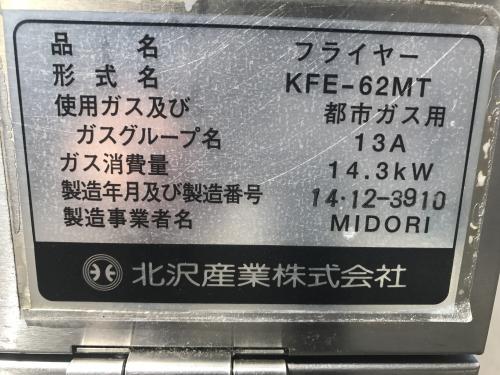 品名 フライヤー
形式名 KFE-62MT
使用ガス及び 都市ガス用
ガスグループ名 13A
ガス消費量 14.3kW
製造年月及び製造番号 14・12-3910
製造事業者名 MIDORI
北沢産業株式会社